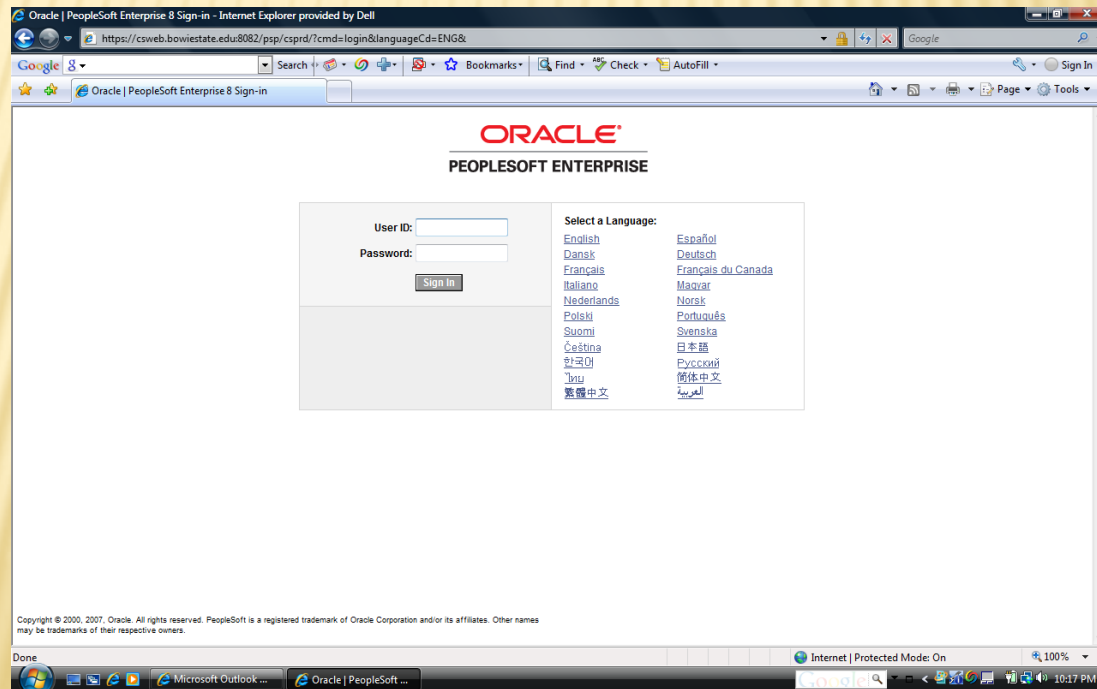 Oracle | PeopleSoft Enterprise 8 Sign-in - Internet Explorer provided by Dell
https://csweb.bowiestate.edu:8082/psp/csprd/?cmd=login&languageCd=ENG&
Google
Google Search Bookmarks Find ABC Check AutoFill Sign In
Oracle | PeopleSoft Enterprise 8 Sign-in Page Tools
ORACLE
PEOPLESOFT ENTERPRISE
User ID:
Password:
Sign In
Select a Language:
English Español
Dansk Deutsch
Français Français du Canada
Italiano Magyar
Nederlands Norsk
Polski Português
Suomi Svenska
Čeština 日本語
한국어 Русский
ไทย 简体中文
繁體中文 العربية
Copyright © 2000, 2007, Oracle. All rights reserved. PeopleSoft is a registered trademark of Oracle Corporation and/or its affiliates. Other names
may be trademarks of their respective owners.
Done Internet | Protected Mode: On 100%
Microsoft Outlook ... Oracle | PeopleSoft ... Google 10:17 PM